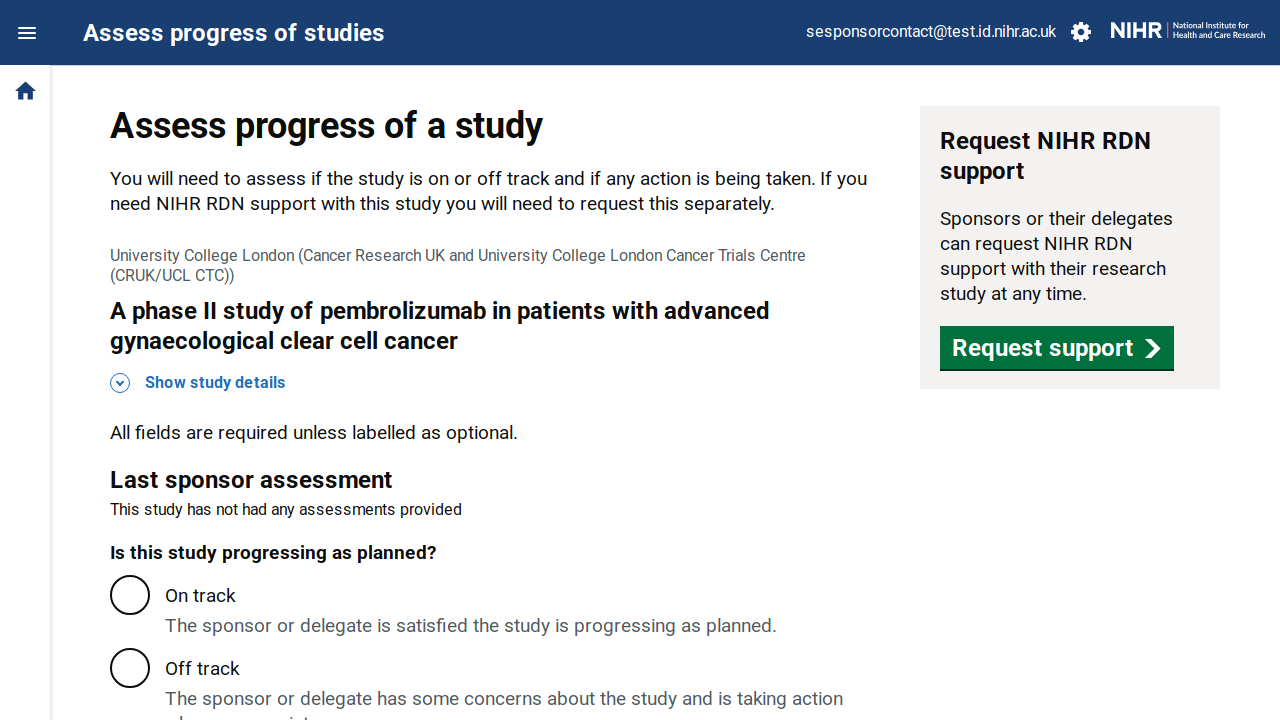 Assess progress of studies
sesponsorcontact@test.id.nihr.ac.uk
NIHR
National Institute for
Health and Care Research
Assess progress of a study
You will need to assess if the study is on or off track and if any action is being taken. If you
need NIHR RDN support with this study you will need to request this separately.
University College London (Cancer Research UK and University College London Cancer Trials Centre
(CRUK/UCL CTC))
A phase II study of pembrolizumab in patients with advanced
gynaecological clear cell cancer
Show study details
All fields are required unless labelled as optional.
Last sponsor assessment
This study has not had any assessments provided
Is this study progressing as planned?
On track
The sponsor or delegate is satisfied the study is progressing as planned.
Off track
The sponsor or delegate has some concerns about the study and is taking action
Request NIHR RDN
support
Sponsors or their delegates
can request NIHR RDN
support with their research
study at any time.
Request support